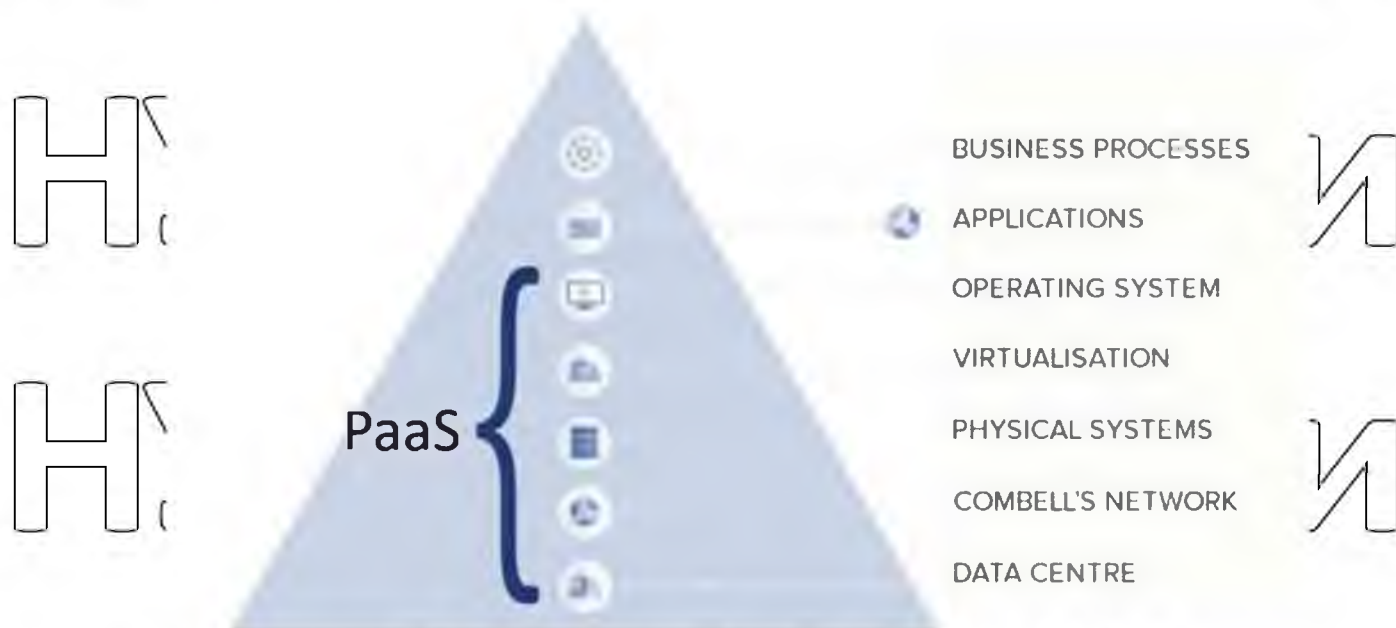 BUSINESS PROCESSES
APPLICATIONS
OPERATING SYSTEM
VIRTUALISATION
PaaS
PHYSICAL SYSTEMS
COMBELL'S NETWORK
DATA CENTRE